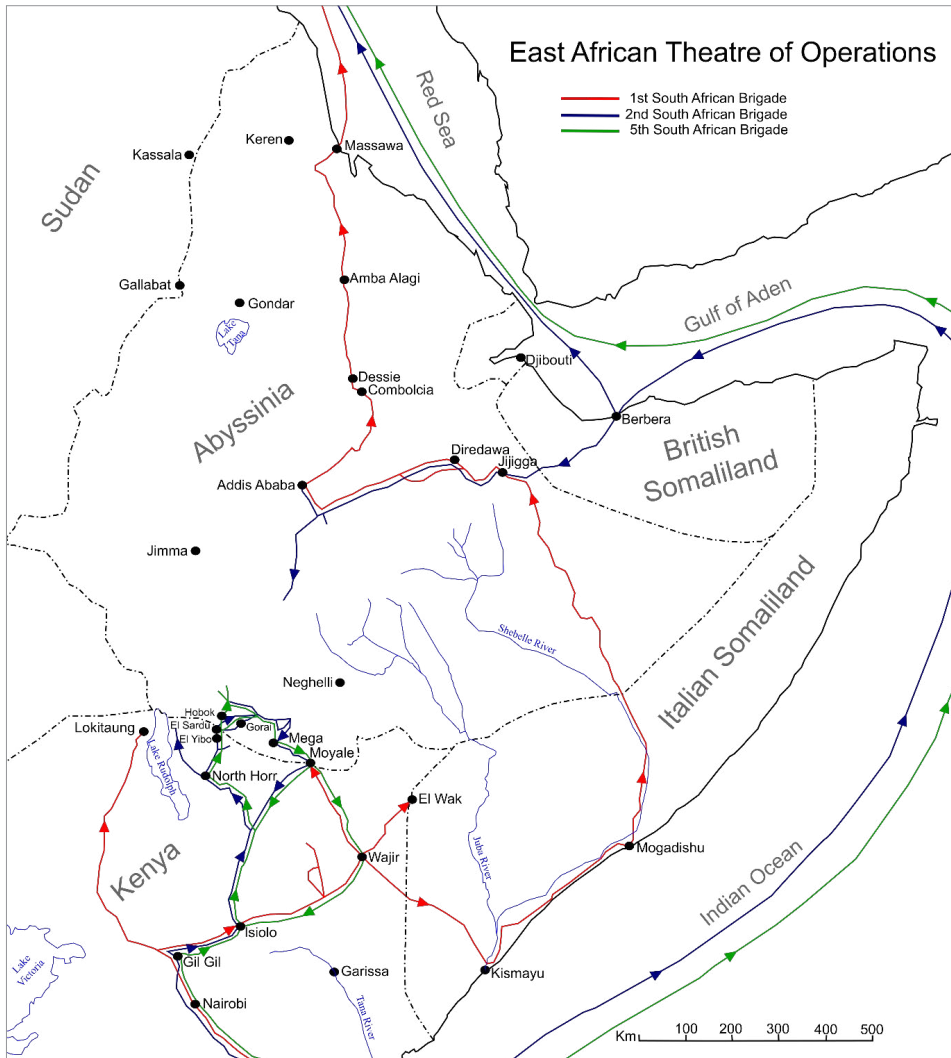 East African Theatre of Operations
1st South African Brigade
2nd South African Brigade
5th South African Brigade
Red Sea
Keren
Massawa
Kassala
Sudan
Amba Alagi
Gallabat
Gondar
Lake
Tana
Gulf of Aden
Djibouti
Dessie
Combolcia
Abyssinia
Berbera
British
Somaliland
Diredawa
Jijigga
Addis Ababa
Jimma
Shebelle River
Italian Somaliland
Neghelli
Hobok
El Sardu
Gorai
El Yibo
Lokitaung
Mega
Moyale
Lake Rudolph
North Horr
El Wak
Kenya
Wajir
Juba River
Mogadishu
Indian Ocean
Isiolo
Gil Gil
Lake
Victoria
Garissa
Kismayu
Nairobi
Tana River
Km 100 200 300 400 500